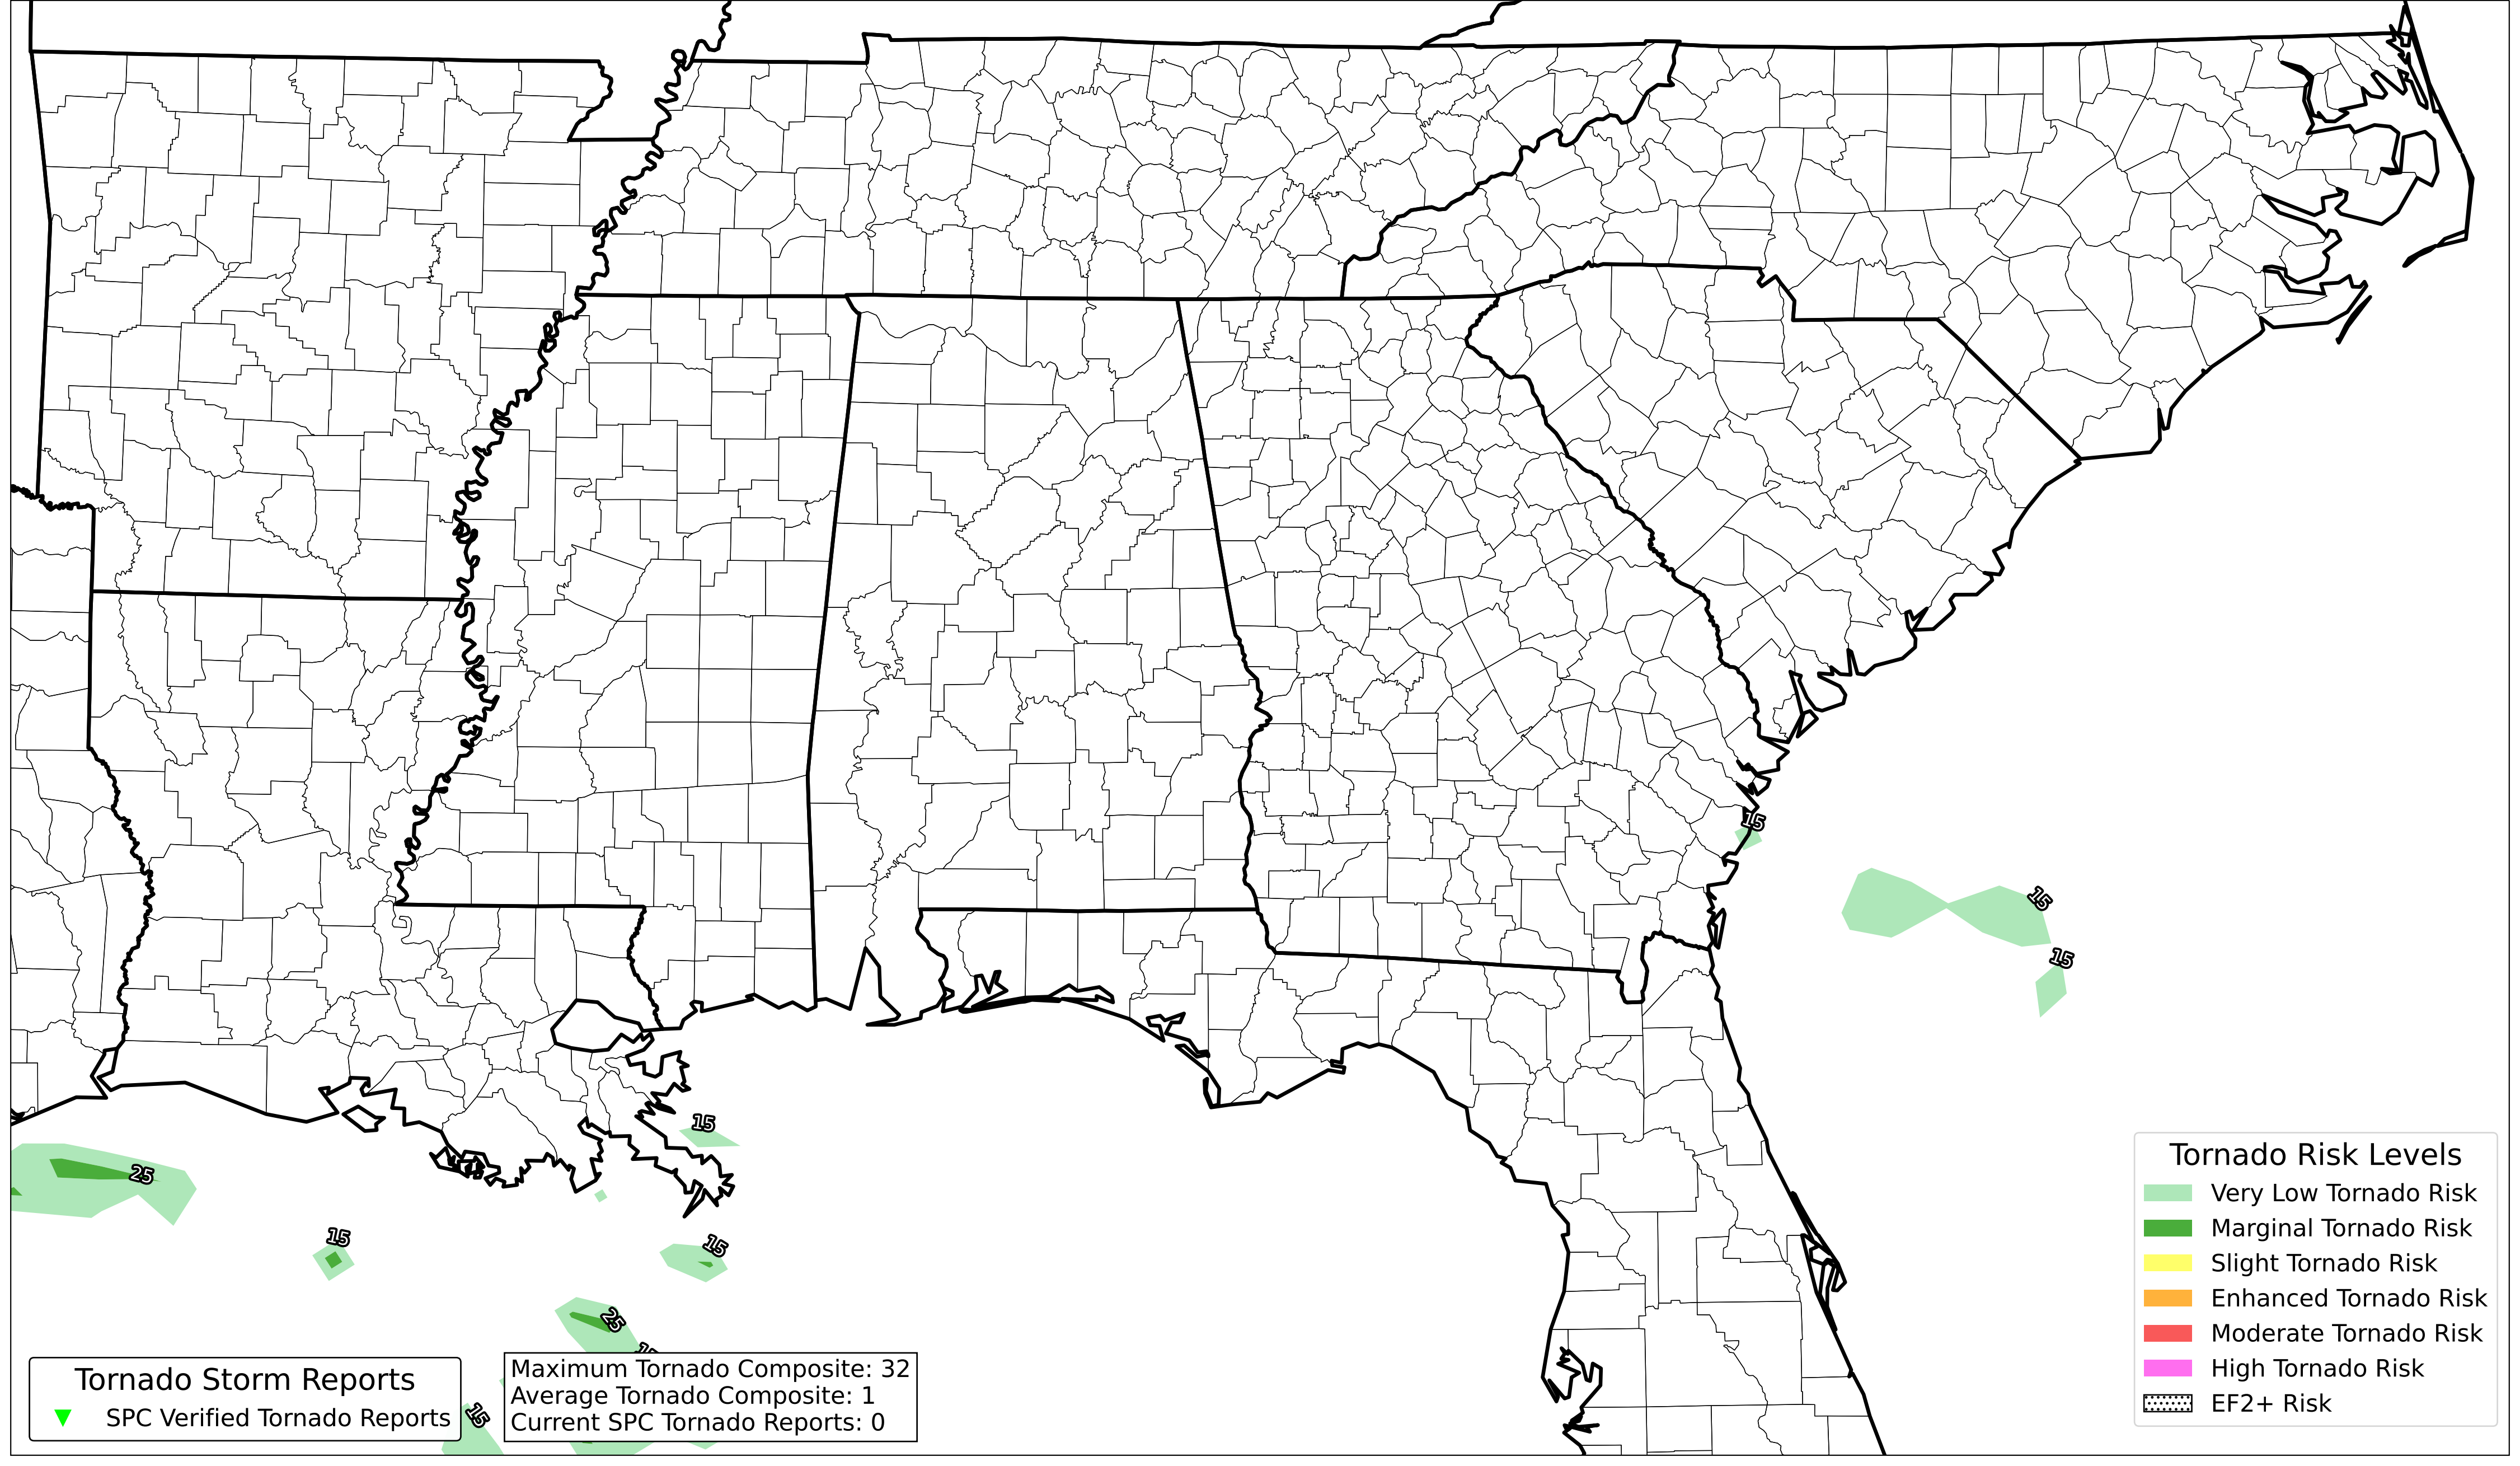 15
15
15
15
25
15
15
25
15
Tornado Risk Levels
Very Low Tornado Risk
Marginal Tornado Risk
Slight Tornado Risk
Enhanced Tornado Risk
Moderate Tornado Risk
High Tornado Risk
EF2+ Risk
Tornado Storm Reports
SPC Verified Tornado Reports
Maximum Tornado Composite: 32
Average Tornado Composite: 1
Current SPC Tornado Reports: 0